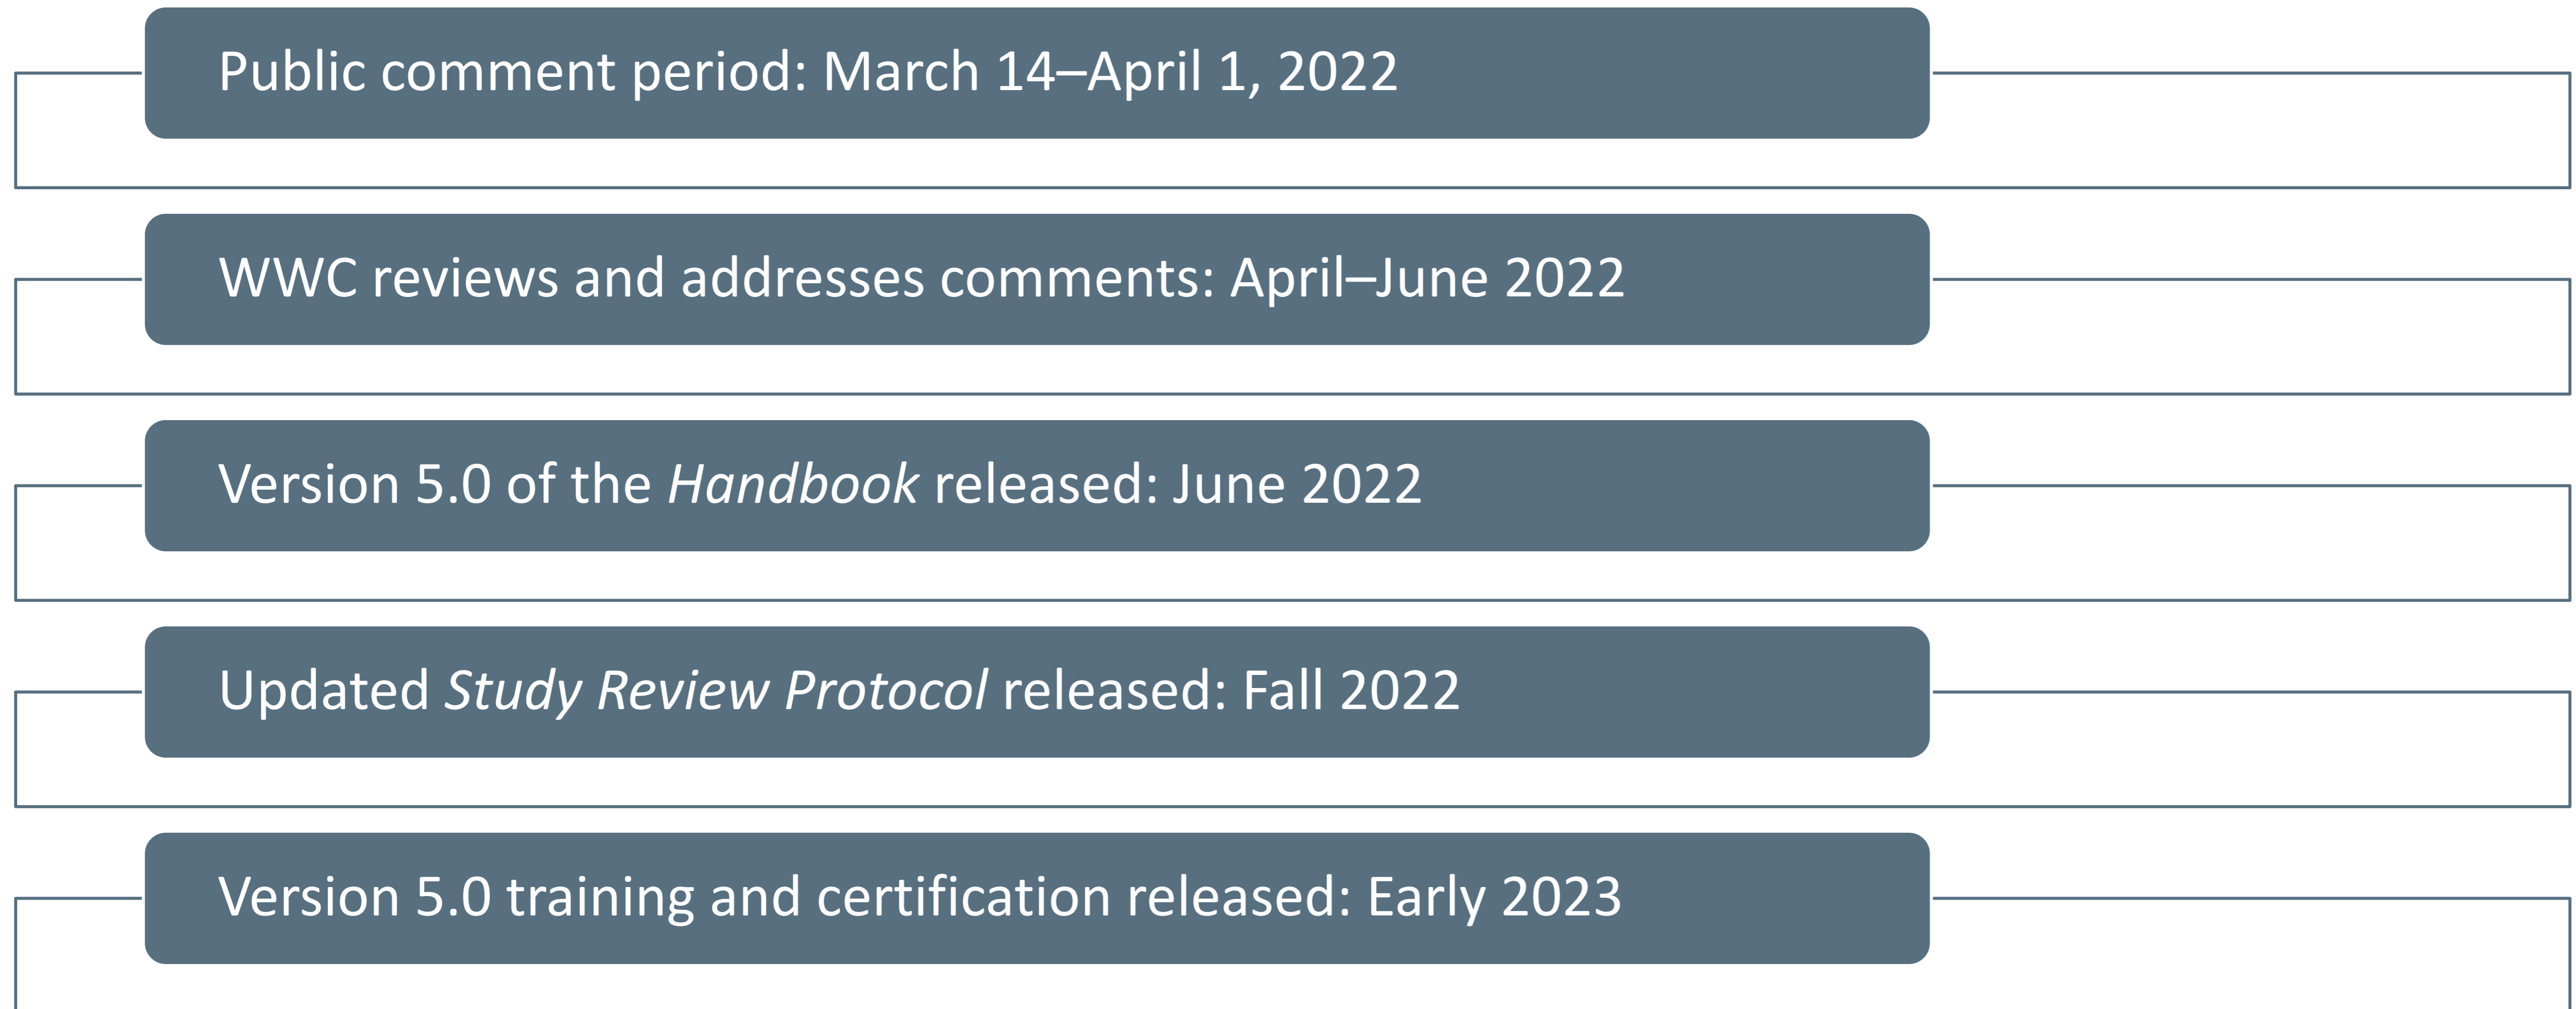 Public comment period: March 14–April 1, 2022
WWC reviews and addresses comments: April–June 2022
Version 5.0 of the Handbook released: June 2022
Updated Study Review Protocol released: Fall 2022
Version 5.0 training and certification released: Early 2023